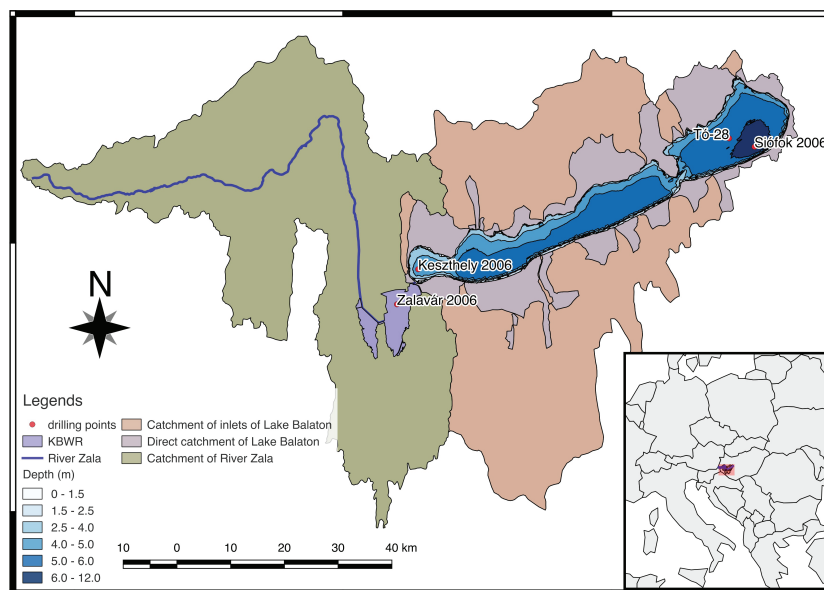 Tó-28
Siófok 2006
Keszthely 2006
Zalavár 2006
N
Legends
drilling points
KBWR
River Zala
Catchment of inlets of Lake Balaton
Direct catchment of Lake Balaton
Catchment of River Zala
Depth (m)
0 - 1.5
1.5 - 2.5
2.5 - 4.0
4.0 - 5.0
5.0 - 6.0
6.0 - 12.0
10 0 10 20 30 40 km